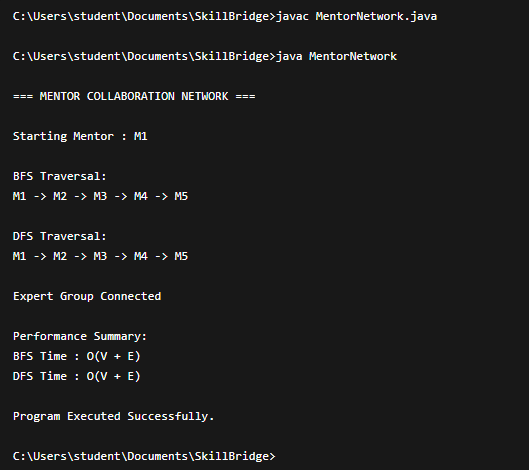 C:\Users\student\Documents\SkillBridge>javac MentorNetwork.java
C:\Users\student\Documents\SkillBridge>java MentorNetwork
=== MENTOR COLLABORATION NETWORK ===
Starting Mentor : M1
BFS Traversal:
M1 -> M2 -> M3 -> M4 -> M5
DFS Traversal:
M1 -> M2 -> M3 -> M4 -> M5
Expert Group Connected
Performance Summary:
BFS Time : O(V + E)
DFS Time : O(V + E)
Program Executed Successfully.
C:\Users\student\Documents\SkillBridge>